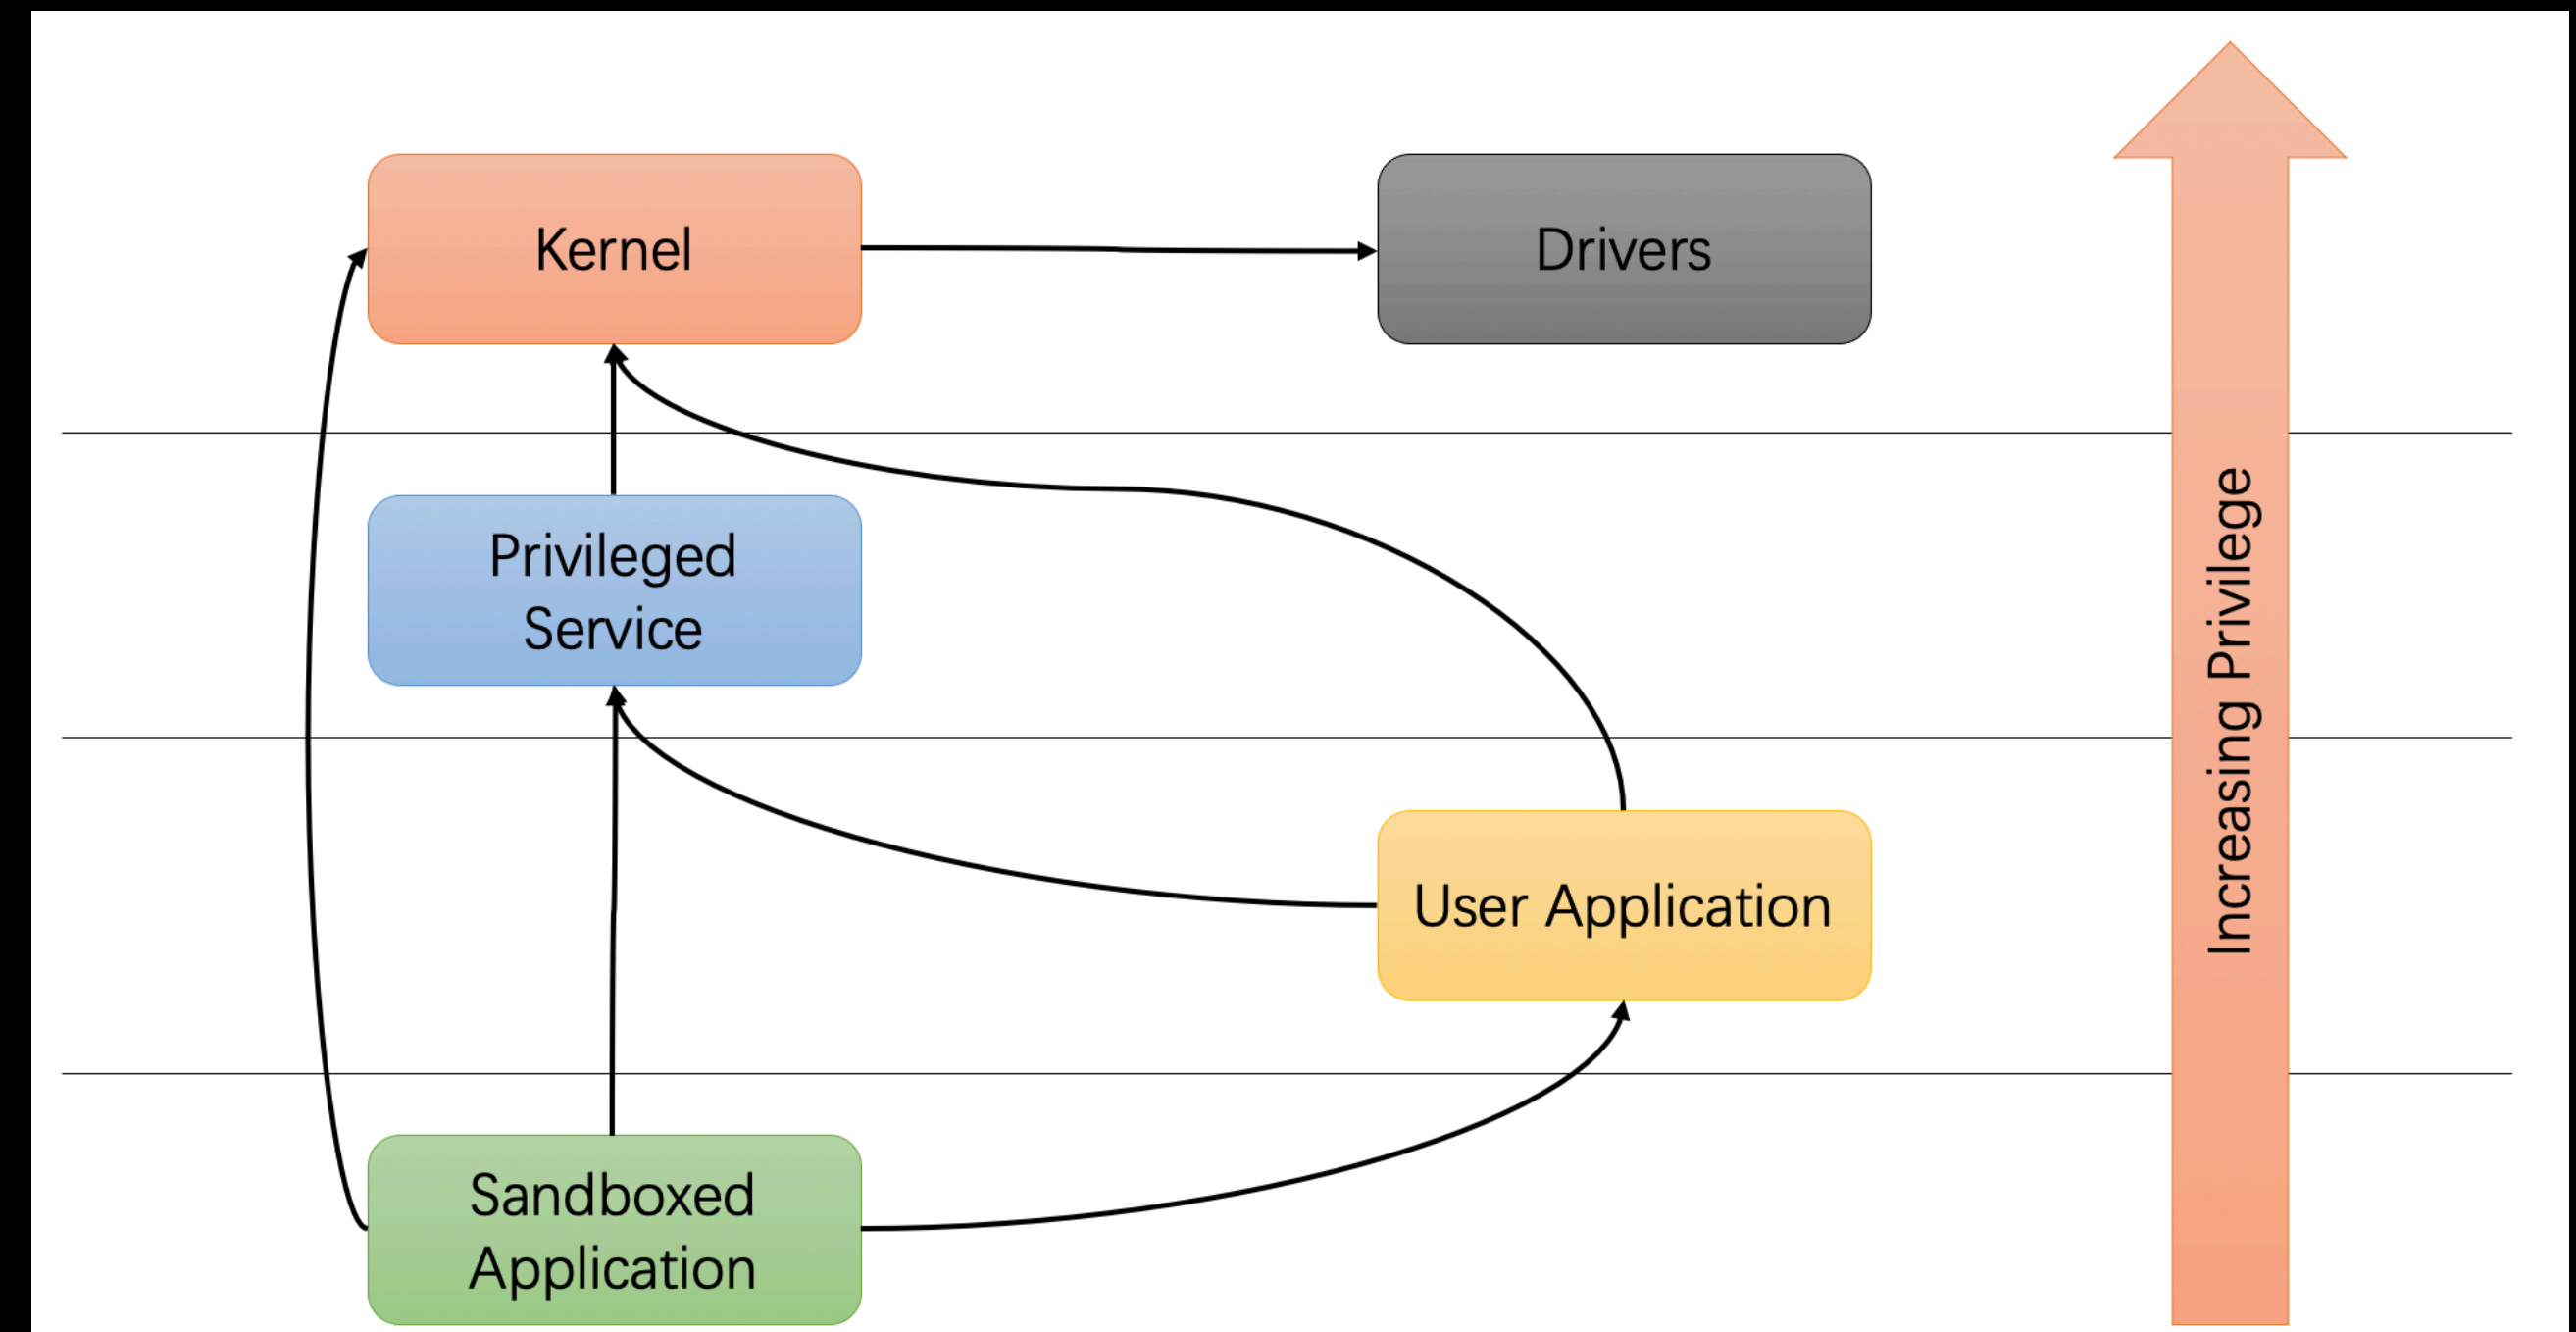 Kernel
Drivers
Privileged
Service
User Application
Sandboxed
Application
Increasing Privilege